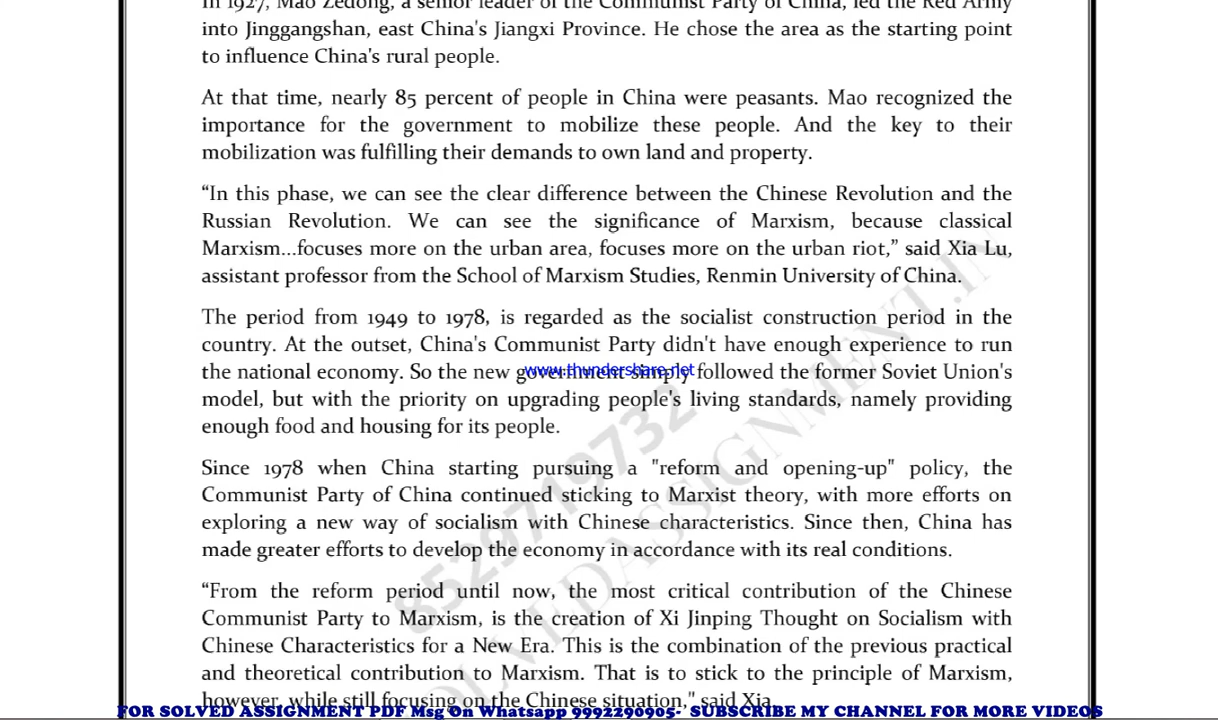 In 1927, Mao Zedong, a senior leader of the Communist Party of China, led the Red Army
into Jinggangshan, east China's Jiangxi Province. He chose the area as the starting point
to influence China's rural people.
At that time, nearly 85 percent of people in China were peasants. Mao recognized the
importance for the government to mobilize these people. And the key to their
mobilization was fulfilling their demands to own land and property.
“In this phase, we can see the clear difference between the Chinese Revolution and the
Russian Revolution. We can see the significance of Marxism, because classical
Marxism...focuses more on the urban area, focuses more on the urban riot,” said Xia Lu,
assistant professor from the School of Marxism Studies, Renmin University of China.
The period from 1949 to 1978, is regarded as the socialist construction period in the
country. At the outset, China's Communist Party didn't have enough experience to run
the national economy. So the new government simply followed the former Soviet Union's
www.thundershare.net
model, but with the priority on upgrading people's living standards, namely providing
enough food and housing for its people.
8529719732
Since 1978 when China starting pursuing a "reform and opening-up" policy, the
Communist Party of China continued sticking to Marxist theory, with more efforts on
exploring a new way of socialism with Chinese characteristics. Since then, China has
made greater efforts to develop the economy in accordance with its real conditions.
OLVEDASSIGNMENT.IN
“From the reform period until now, the most critical contribution of the Chinese
Communist Party to Marxism, is the creation of Xi Jinping Thought on Socialism with
Chinese Characteristics for a New Era. This is the combination of the previous practical
and theoretical contribution to Marxism. That is to stick to the principle of Marxism,
however, while still focusing on the Chinese situation," said Xia.
FOR SOLVED ASSIGNMENT PDF Msg On Whatsapp 9992290905- SUBSCRIBE MY CHANNEL FOR MORE VIDEOS